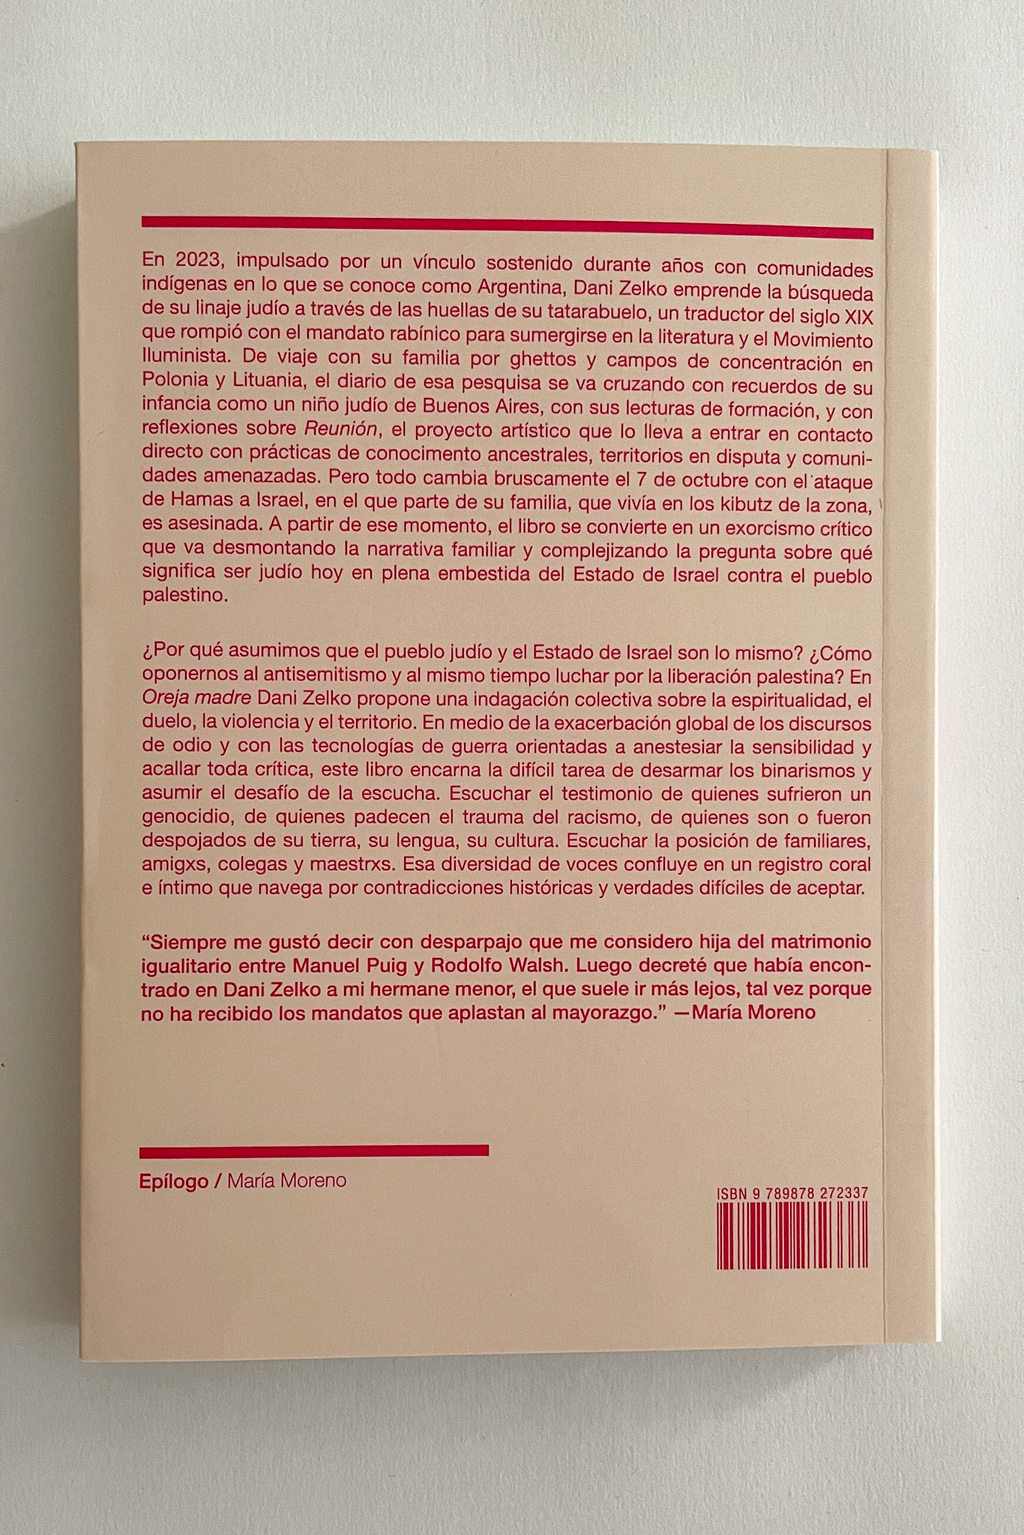 En 2023, impulsado por un vínculo sostenido durante años con comunidades
indígenas en lo que se conoce como Argentina, Dani Zelko emprende la búsqueda
de su linaje judío a través de las huellas de su tatarabuelo, un traductor del siglo XIX
que rompió con el mandato rabínico para sumergirse en la literatura y el Movimiento
Iluminista. De viaje con su familia por ghettos y campos de concentración en
Polonia y Lituania, el diario de esa pesquisa se va cruzando con recuerdos de su
infancia como un niño judío de Buenos Aires, con sus lecturas de formación, y con
reflexiones sobre Reunión, el proyecto artístico que lo lleva a entrar en contacto
directo con prácticas de conocimento ancestrales, territorios en disputa y comuni-
dades amenazadas. Pero todo cambia bruscamente el 7 de octubre con el ataque
de Hamas a Israel, en el que parte de su familia, que vivía en los kibutz de la zona,
es asesinada. A partir de ese momento, el libro se convierte en un exorcismo crítico
que va desmontando la narrativa familiar y complejizando la pregunta sobre qué
significa ser judío hoy en plena embestida del Estado de Israel contra el pueblo
palestino.
¿Por qué asumimos que el pueblo judío y el Estado de Israel son lo mismo? ¿Cómo
oponernos al antisemitismo y al mismo tiempo luchar por la liberación palestina? En
Oreja madre Dani Zelko propone una indagación colectiva sobre la espiritualidad, el
duelo, la violencia y el territorio. En medio de la exacerbación global de los discursos
de odio y con las tecnologías de guerra orientadas a anestesiar la sensibilidad y
acallar toda crítica, este libro encarna la difícil tarea de desarmar los binarismos y
asumir el desafío de la escucha. Escuchar el testimonio de quienes sufrieron un
genocidio, de quienes padecen el trauma del racismo, de quienes son o fueron
despojados de su tierra, su lengua, su cultura. Escuchar la posición de familiares,
amigxs, colegas y maestrxs. Esa diversidad de voces confluye en un registro coral
e íntimo que navega por contradicciones históricas y verdades difíciles de aceptar.
“Siempre me gustó decir con desparpajo que me considero hija del matrimonio
igualitario entre Manuel Puig y Rodolfo Walsh. Luego decreté que había encon-
trado en Dani Zelko a mi hermane menor, el que suele ir más lejos, tal vez porque
no ha recibido los mandatos que aplastan al mayorazgo.” —María Moreno
Epílogo / María Moreno
ISBN 9 789878 272337